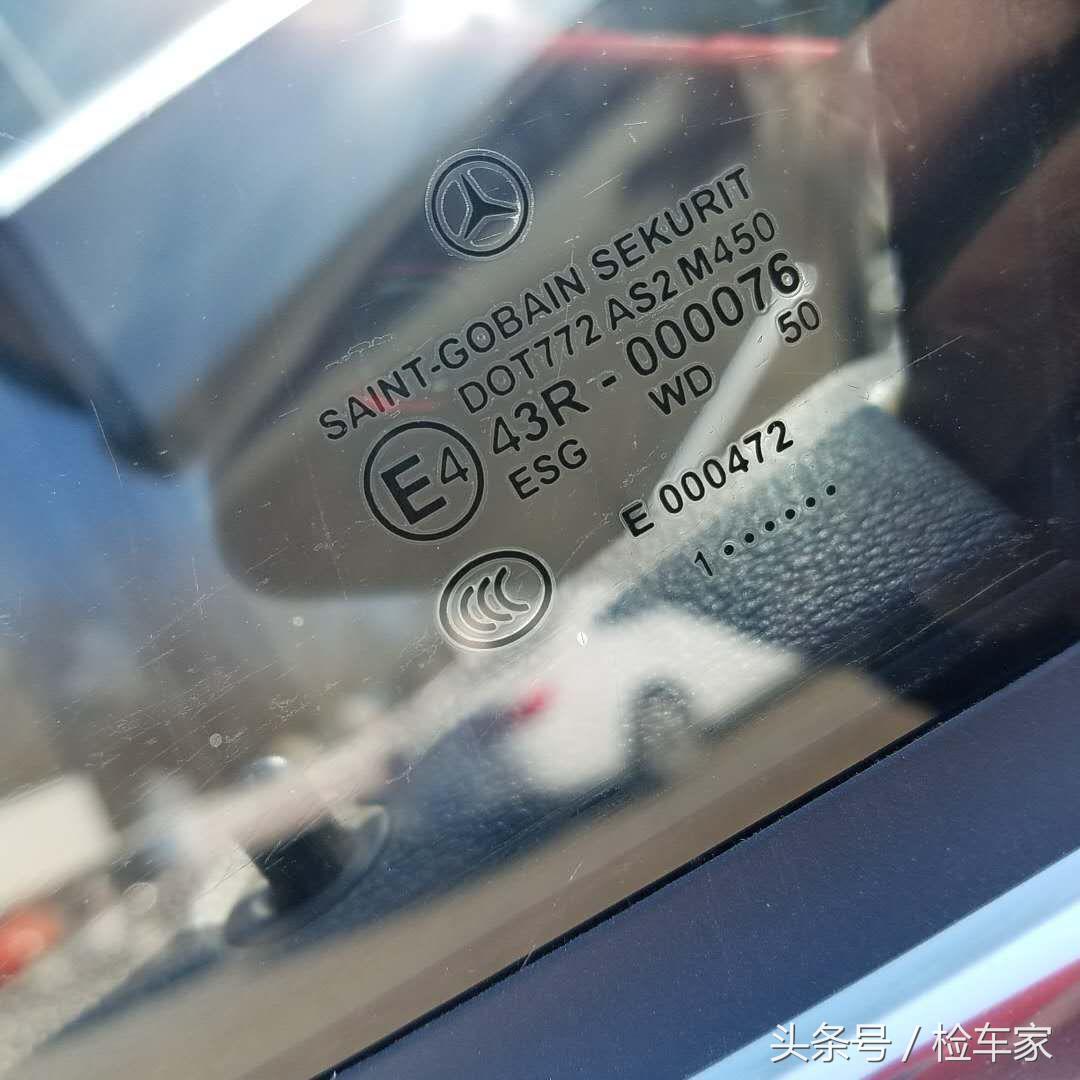 SAINT-GOBAIN SEKURIT
DOT772 AS2 M450
E4 43R - 000076
ESG WD 50
E 000472
1・・・・・・
CCC
头条号 / 检车家